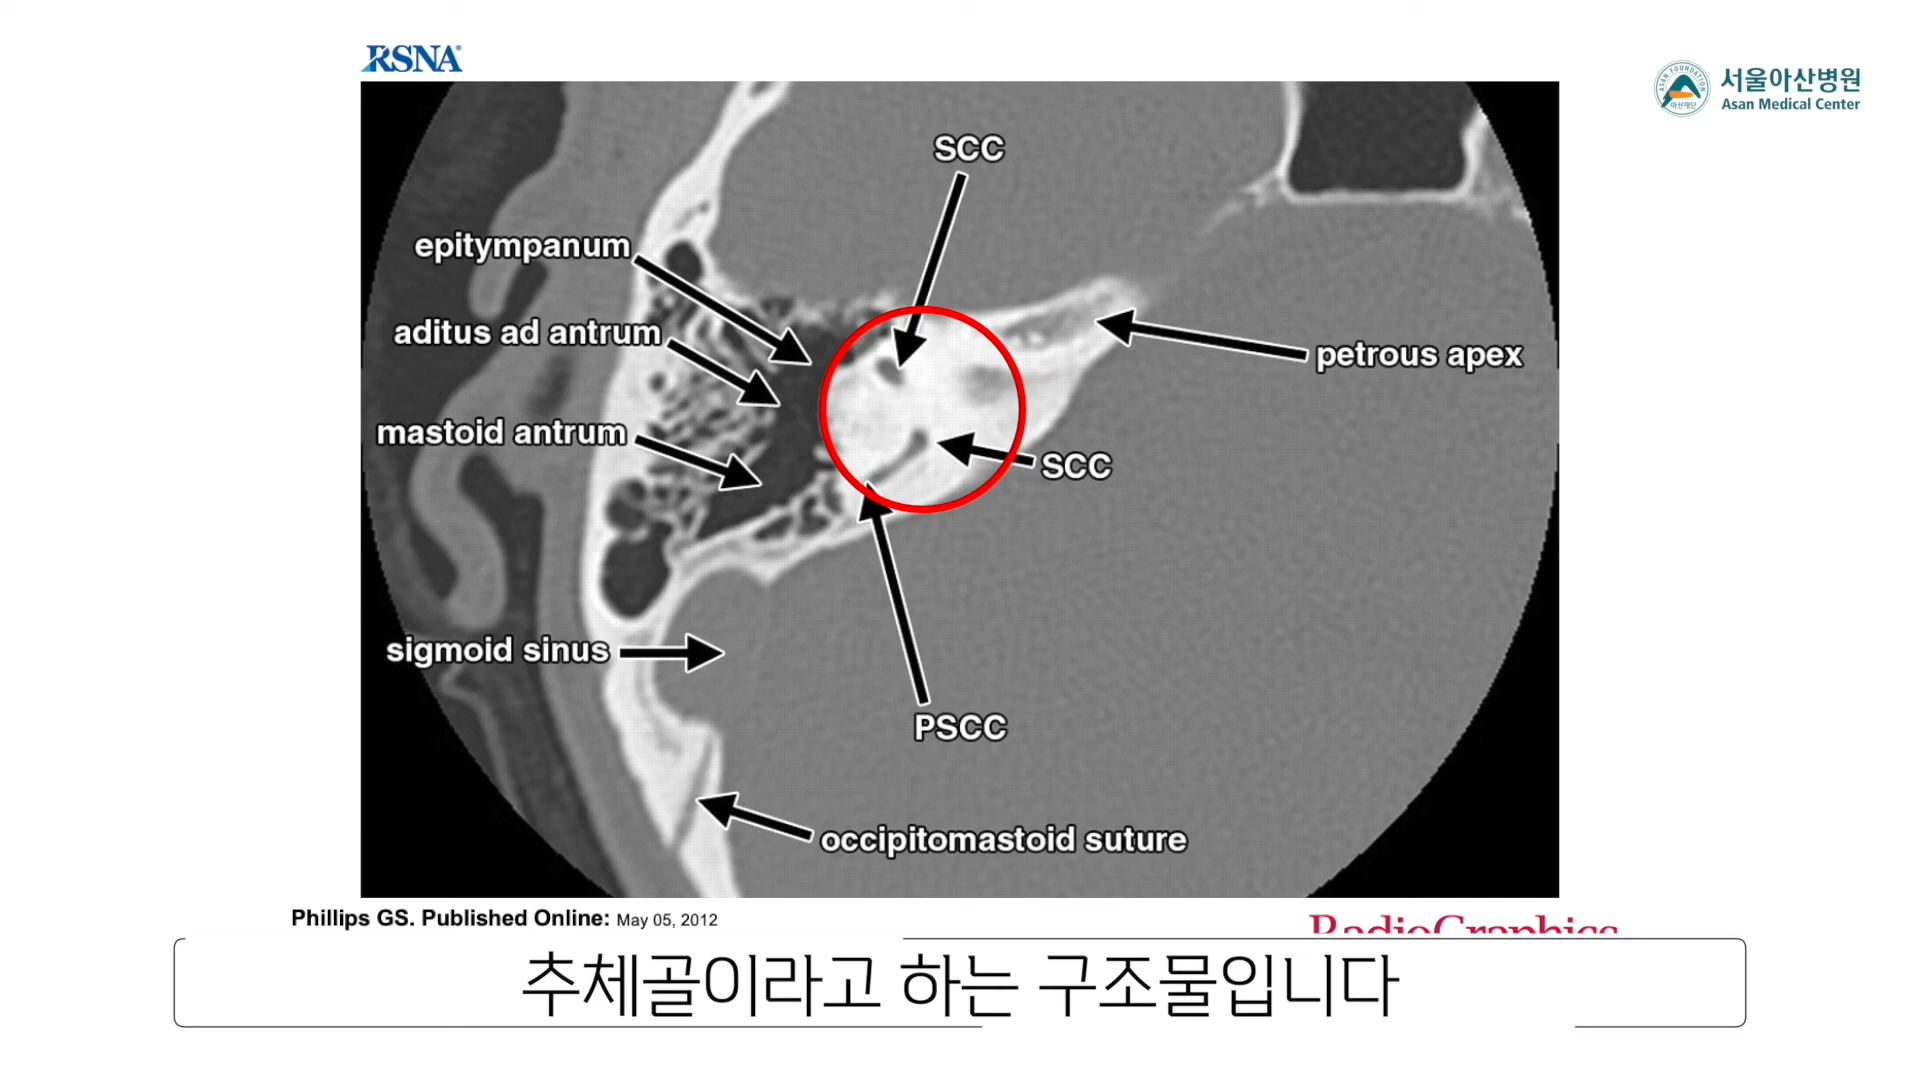 RSNA
서울아산병원
Asan Medical Center
SCC
epitympanum
aditus ad antrum
petrous apex
mastoid antrum
SCC
sigmoid sinus
PSCC
occipitomastoid suture
Phillips GS. Published Online: May 05, 2012
RadioGraphics
추체골이라고 하는 구조물입니다